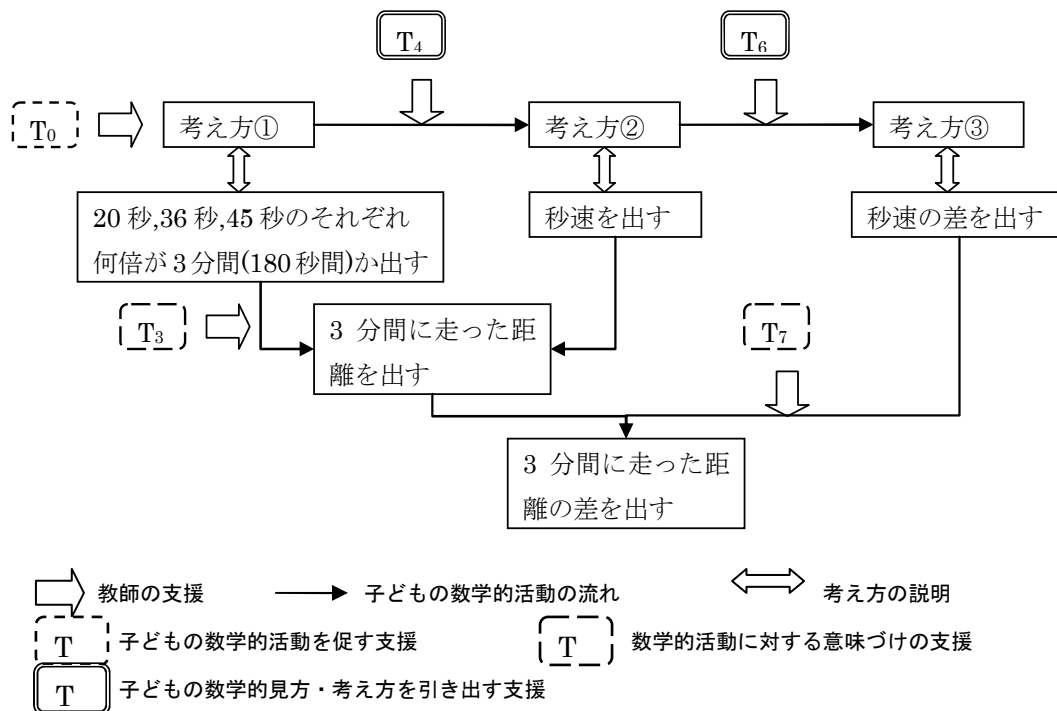 T4
T6
T0
考え方①
考え方②
考え方③
20 秒,36 秒,45 秒のそれぞれ
何倍が 3 分間(180 秒間)か出す
秒速を出す
秒速の差を出す
T3
3 分間に走った距
離を出す
T7
3 分間に走った距
離の差を出す
教師の支援
子どもの数学的活動の流れ
考え方の説明
T 子どもの数学的活動を促す支援
T 数学的活動に対する意味づけの支援
T 子どもの数学的見方・考え方を引き出す支援